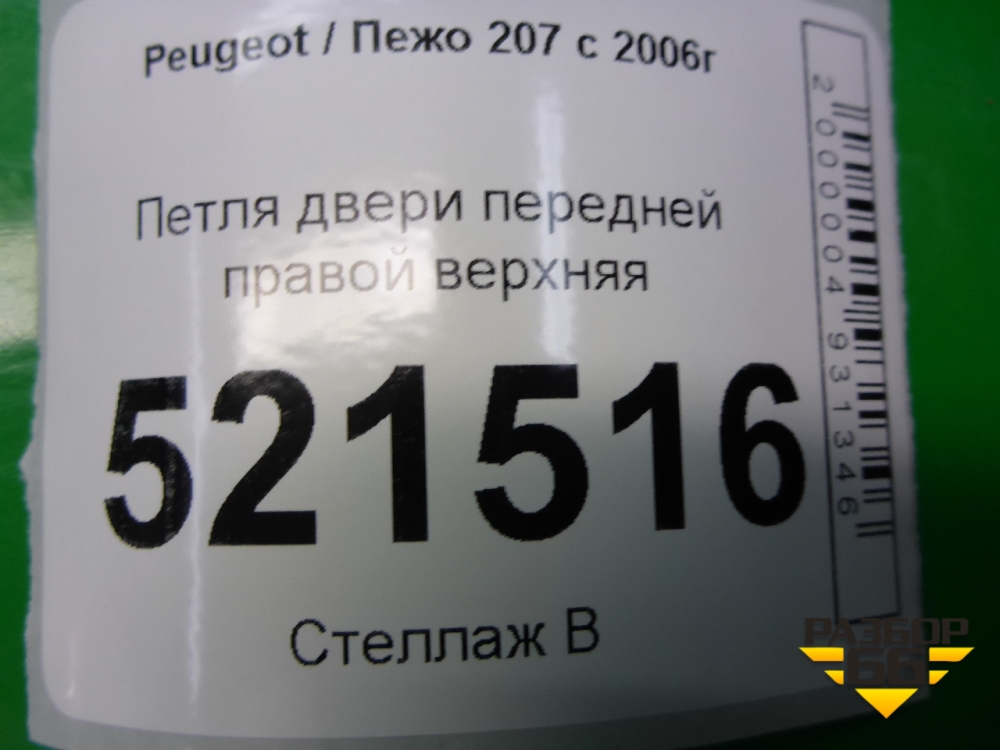 Peugeot / Пежо 207 с 2006г
Петля двери передней
правой верхняя
521516
Стеллаж В
2000004931346
РАЗБОР
66